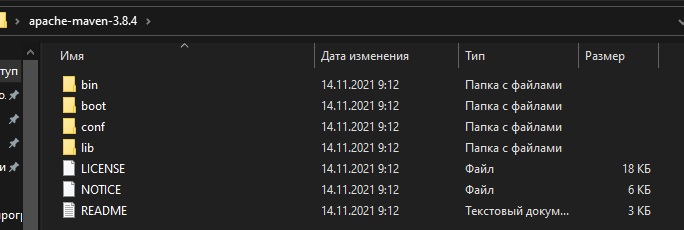 apache-maven-3.8.4
Имя Дата изменения Тип Размер
ступ
bin 14.11.2021 9:12 Папка с файлами
о.
boot 14.11.2021 9:12 Папка с файлами
conf 14.11.2021 9:12 Папка с файлами
lib 14.11.2021 9:12 Папка с файлами
и
LICENSE 14.11.2021 9:12 Файл 18 КБ
NOTICE 14.11.2021 9:12 Файл 6 КБ
README 14.11.2021 9:12 Текстовый докум... 3 КБ
прогр